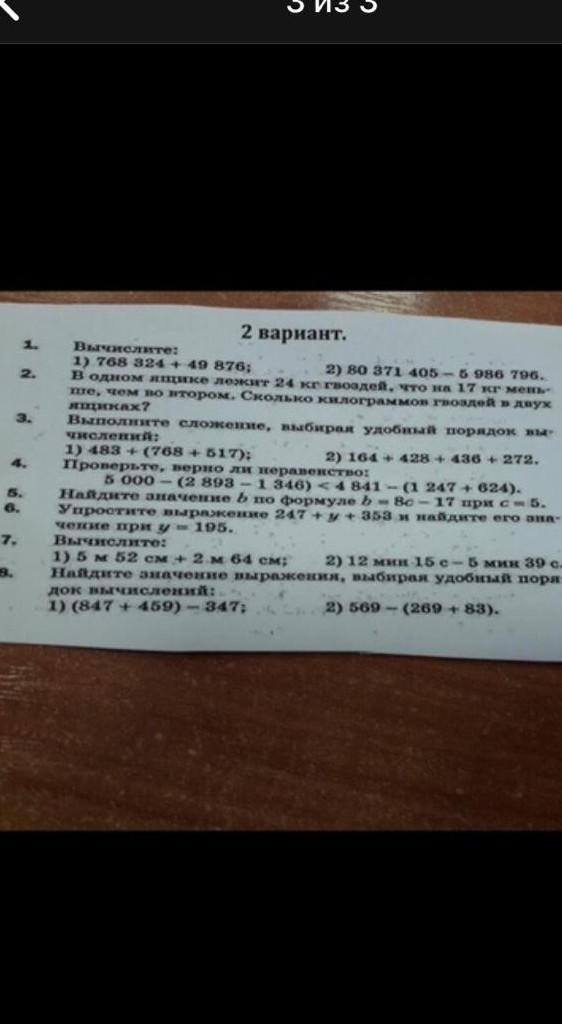 3 из 3
2 вариант.
1. Вычислите:
1) 768 324 + 49 876; 2) 80 371 405 – 5 986 796.
2. В одном ящике лежит 24 кг гвоздей, что на 17 кг мень-
ше, чем во втором. Сколько килограммов гвоздей в двух
ящиках?
3. Выполните сложение, выбирая удобный порядок вы-
числений:
1) 483 + (768 + 517); 2) 164 + 428 + 436 + 272.
4. Проверьте, верно ли неравенство:
5 000 – (2 893 – 1 346) < 4 841 – (1 247 + 624).
5. Найдите значение b по формуле b = 8c – 17 при c = 5.
6. Упростите выражение 247 + y + 353 и найдите его зна-
чение при y = 195.
7. Вычислите:
1) 5 м 52 см + 2 м 64 см; 2) 12 мин 15 с – 5 мин 39 с.
8. Найдите значение выражения, выбирая удобный поря-
док вычислений:
1) (847 + 459) – 347; 2) 569 – (269 + 83).